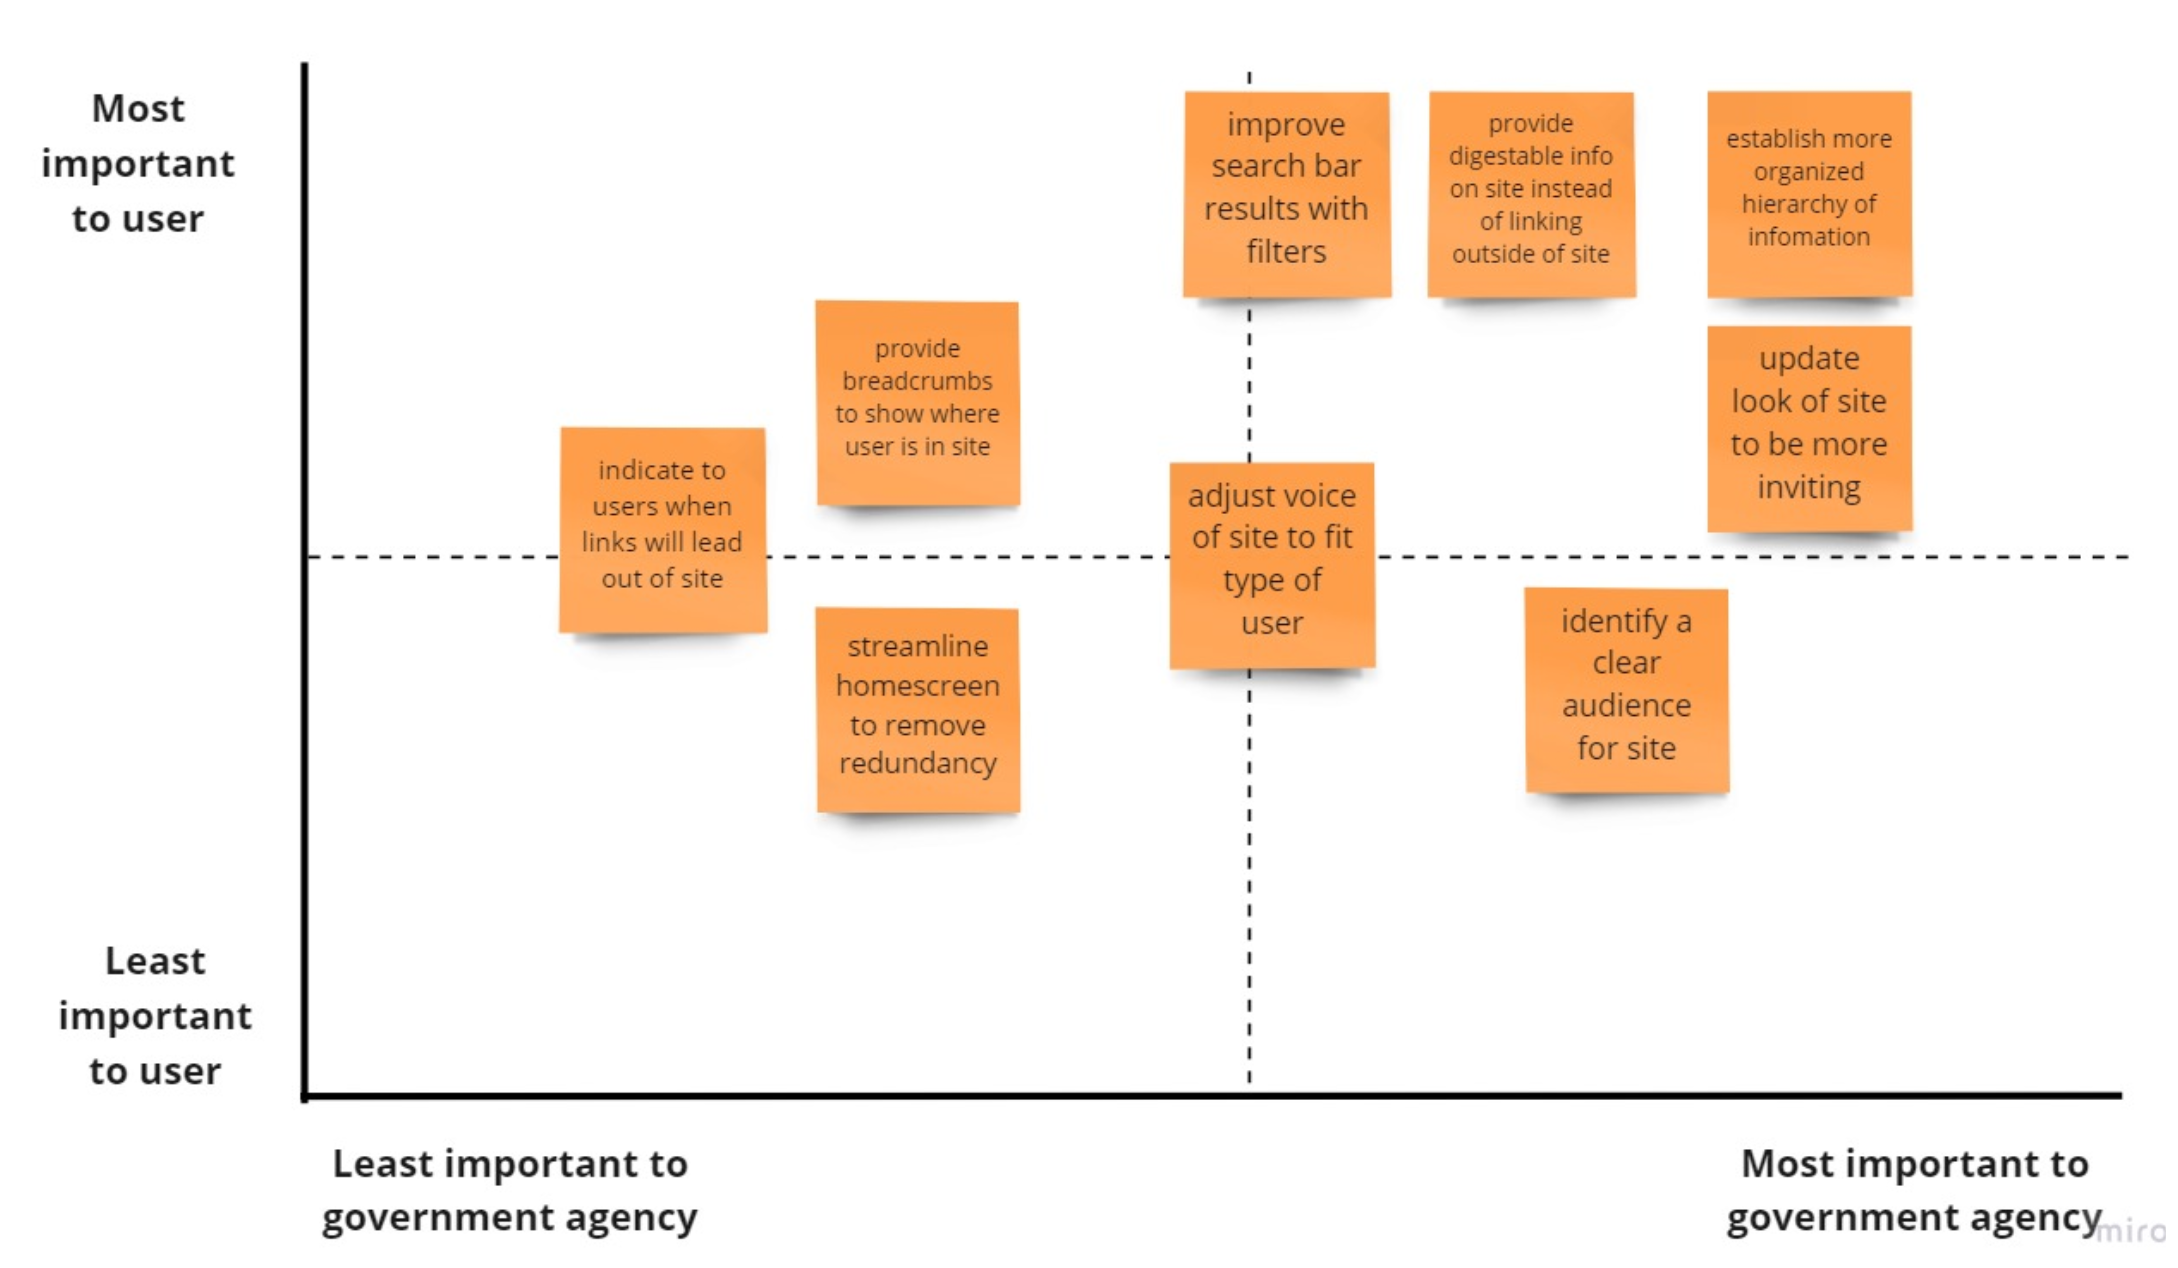 Most
important
to user
improve
search bar
results with
filters
provide
digestable info
on site instead
of linking
outside of site
establish more
organized
hierarchy of
infomation
provide
breadcrumbs
to show where
user is in site
update
look of site
to be more
inviting
indicate to
users when
links will lead
out of site
adjust voice
of site to fit
type of
user
streamline
homescreen
to remove
redundancy
identify a
clear
audience
for site
Least
important
to user
Least important to
government agency
Most important to
government agency
miro